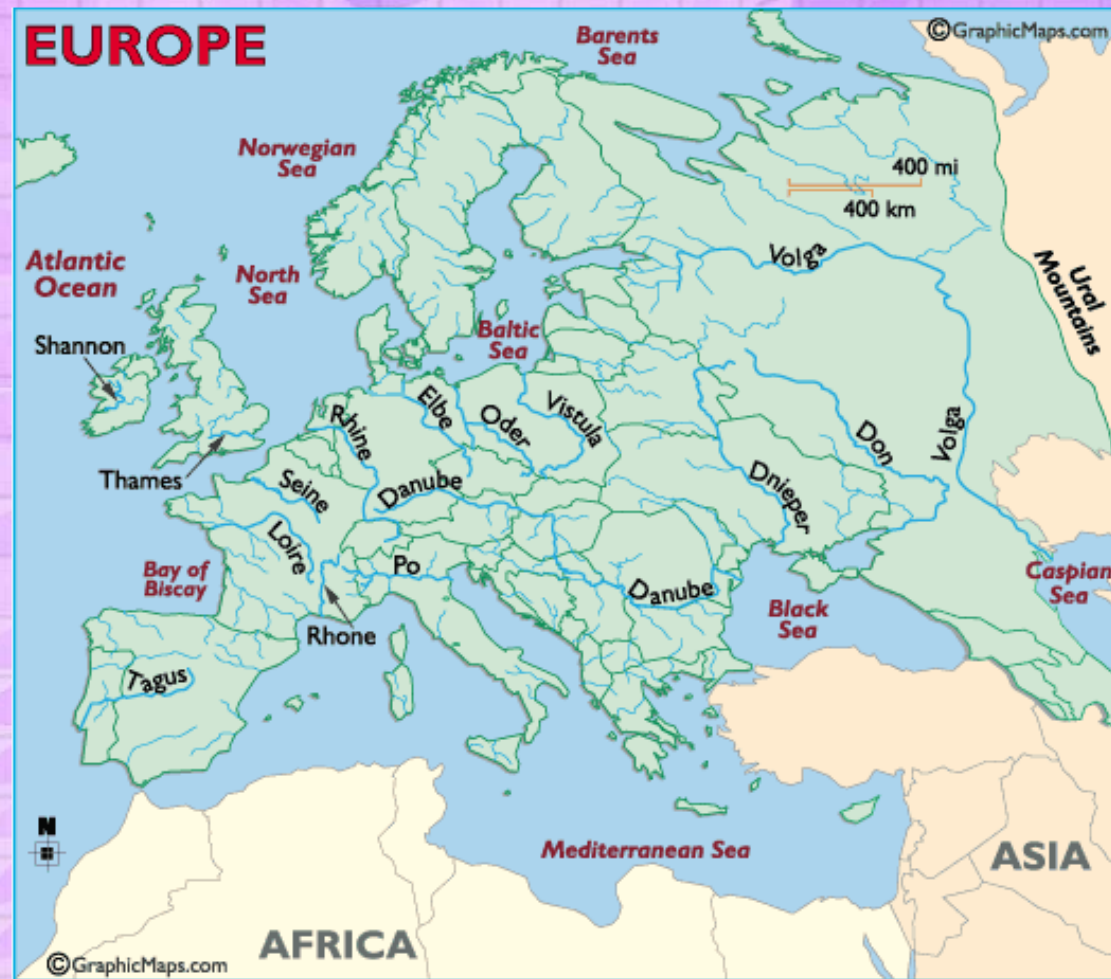 EUROPE
©GraphicMaps.com
Barents
Sea
Norwegian
Sea
400 mi
400 km
Atlantic
Ocean
North
Sea
Volga
Ural
Mountains
Shannon
Baltic
Sea
Thames
Rhine
Elbe
Oder
Vistula
Don
Volga
Seine
Danube
Dnieper
Loire
Po
Bay of
Biscay
Danube
Caspian
Sea
Black
Sea
Rhone
Tagus
N
Mediterranean Sea
ASIA
AFRICA
©GraphicMaps.com